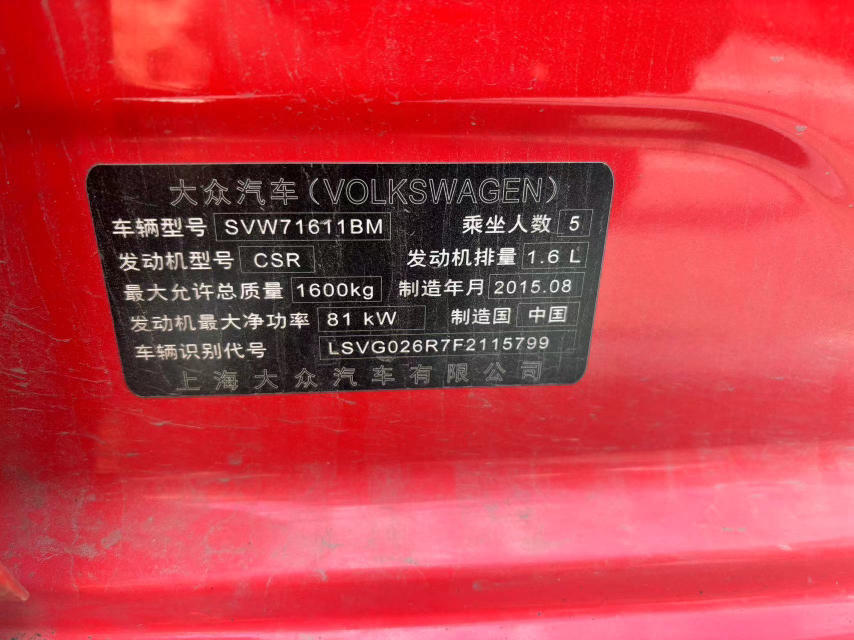 大众汽车(VOLKSWAGEN)
车辆型号 SVW71611BM 乘坐人数 5
发动机型号 CSR 发动机排量 1.6 L
最大允许总质量 1600kg 制造年月 2015.08
发动机最大净功率 81 kW 制造国 中国
车辆识别代号 LSVG026R7F2115799
上海大众汽车有限公司